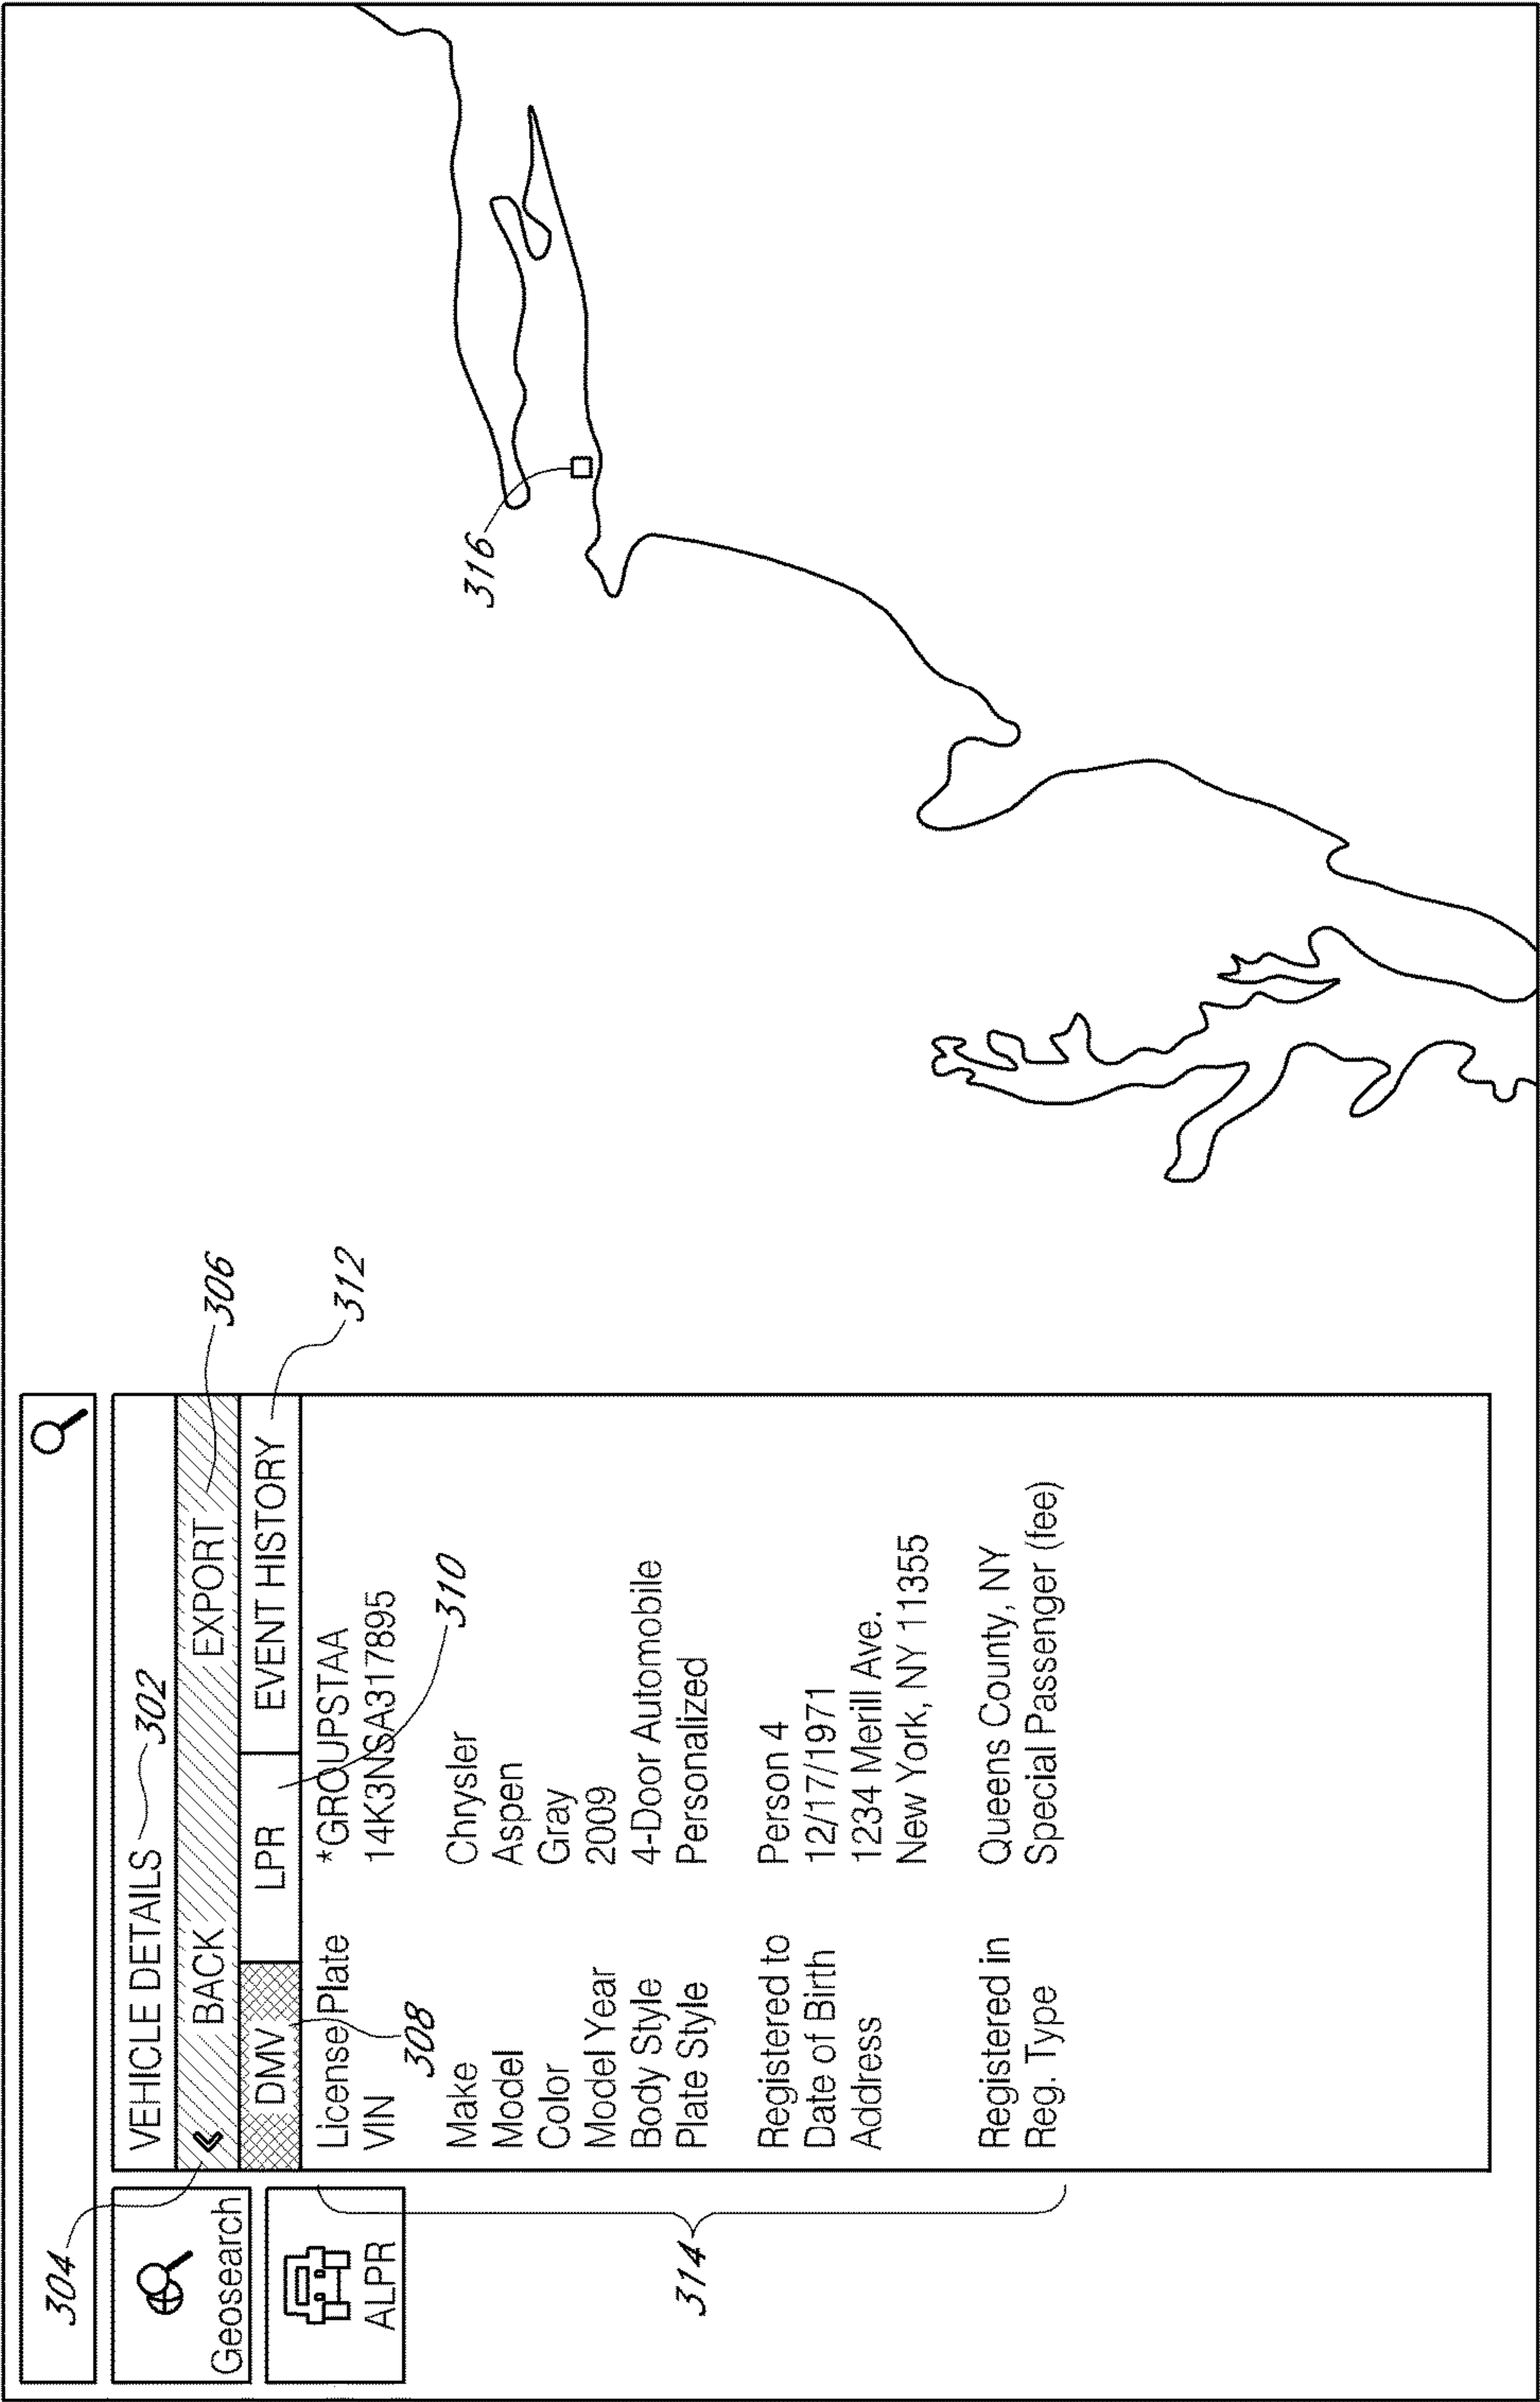 304
VEHICLE DETAILS 302
Geosearch
BACK EXPORT 306
DMV LPR EVENT HISTORY 312
ALPR
License Plate *GROUPSTAA
VIN 14K3NSA317895
308 310
Make Chrysler
Model Aspen
Color Gray
Model Year 2009
Body Style 4-Door Automobile
Plate Style Personalized
314
Registered to Person 4
Date of Birth 12/17/1971
Address 1234 Merill Ave.
New York, NY 11355
Registered in Queens County, NY
Reg. Type Special Passenger (fee)
316